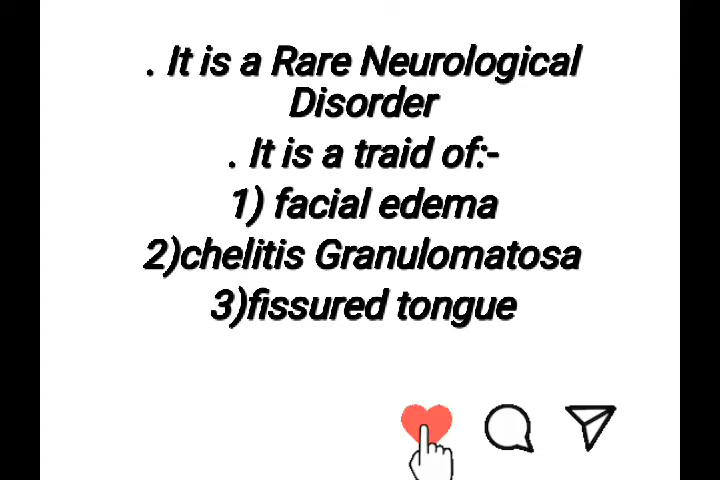 . It is a Rare Neurological
Disorder
. It is a traid of:-
1) facial edema
2)chelitis Granulomatosa
3)fissured tongue